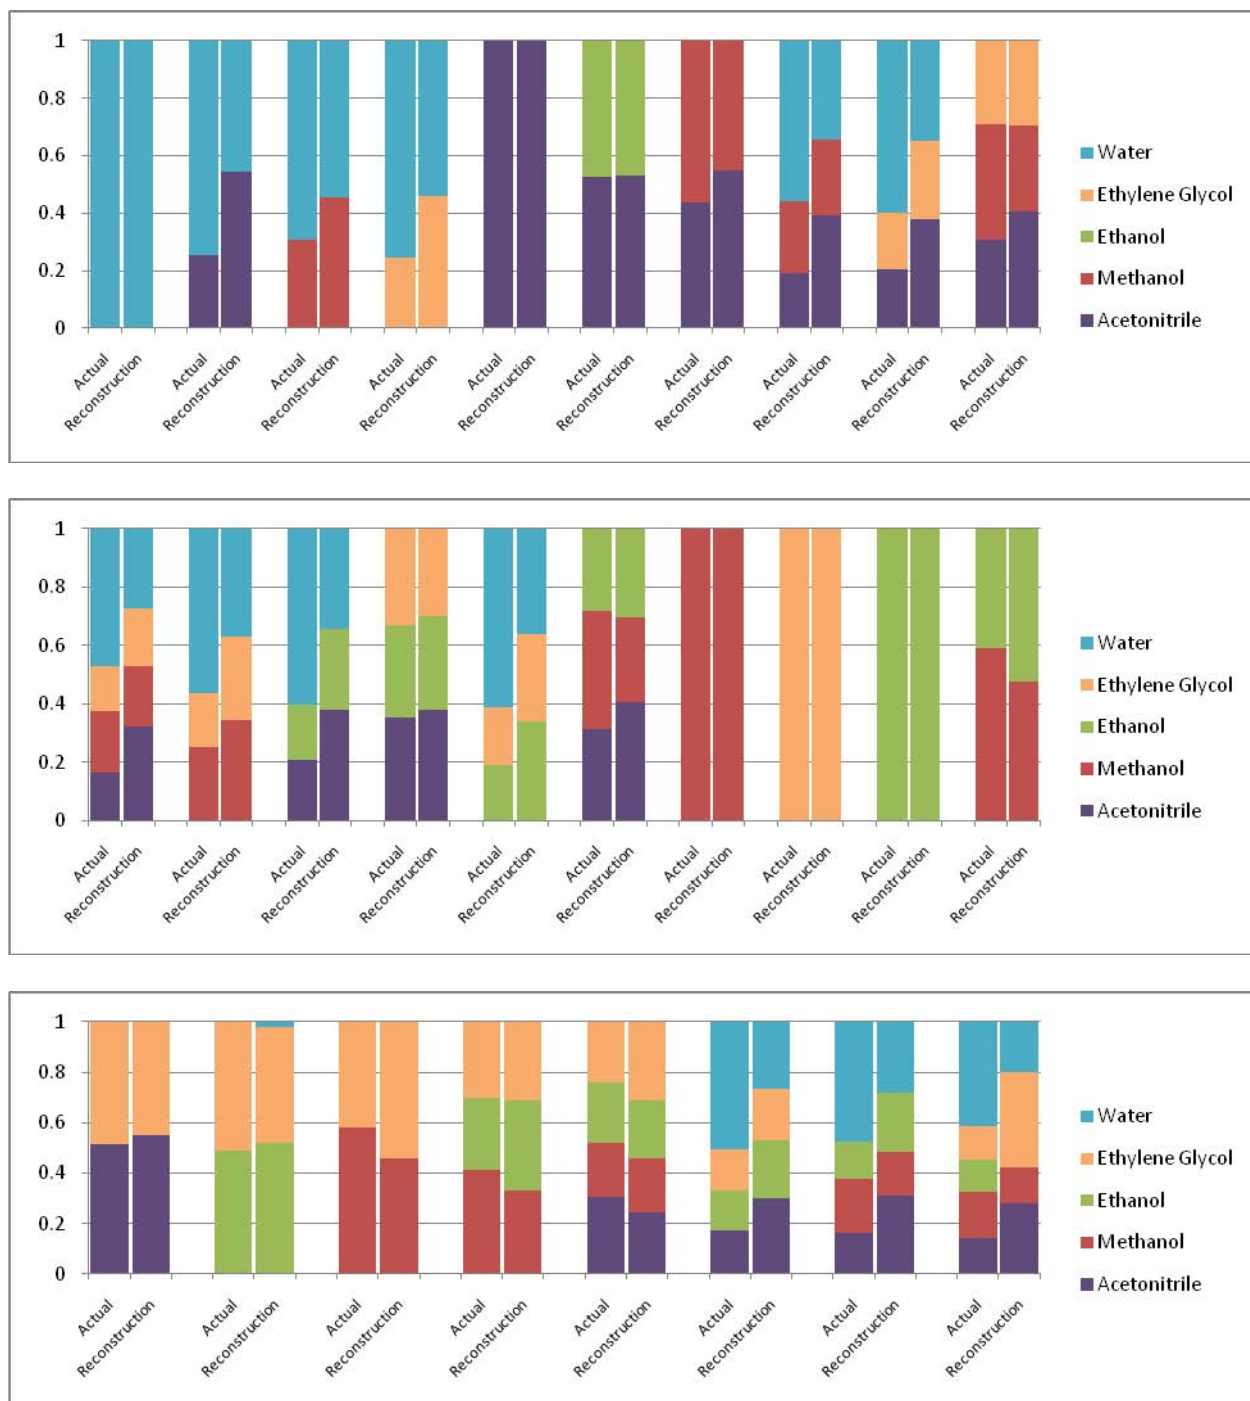 1
0.8
0.6
0.4
0.2
0
Actual
Reconstruction
Actual
Reconstruction
Actual
Reconstruction
Actual
Reconstruction
Actual
Reconstruction
Actual
Reconstruction
Actual
Reconstruction
Actual
Reconstruction
Actual
Reconstruction
Actual
Reconstruction
Water
Ethylene Glycol
Ethanol
Methanol
Acetonitrile
1
0.8
0.6
0.4
0.2
0
Actual
Reconstruction
Actual
Reconstruction
Actual
Reconstruction
Actual
Reconstruction
Actual
Reconstruction
Actual
Reconstruction
Actual
Reconstruction
Actual
Reconstruction
Actual
Reconstruction
Actual
Reconstruction
Water
Ethylene Glycol
Ethanol
Methanol
Acetonitrile
1
0.8
0.6
0.4
0.2
0
Actual
Reconstruction
Actual
Reconstruction
Actual
Reconstruction
Actual
Reconstruction
Actual
Reconstruction
Actual
Reconstruction
Actual
Reconstruction
Actual
Reconstruction
Water
Ethylene Glycol
Ethanol
Methanol
Acetonitrile